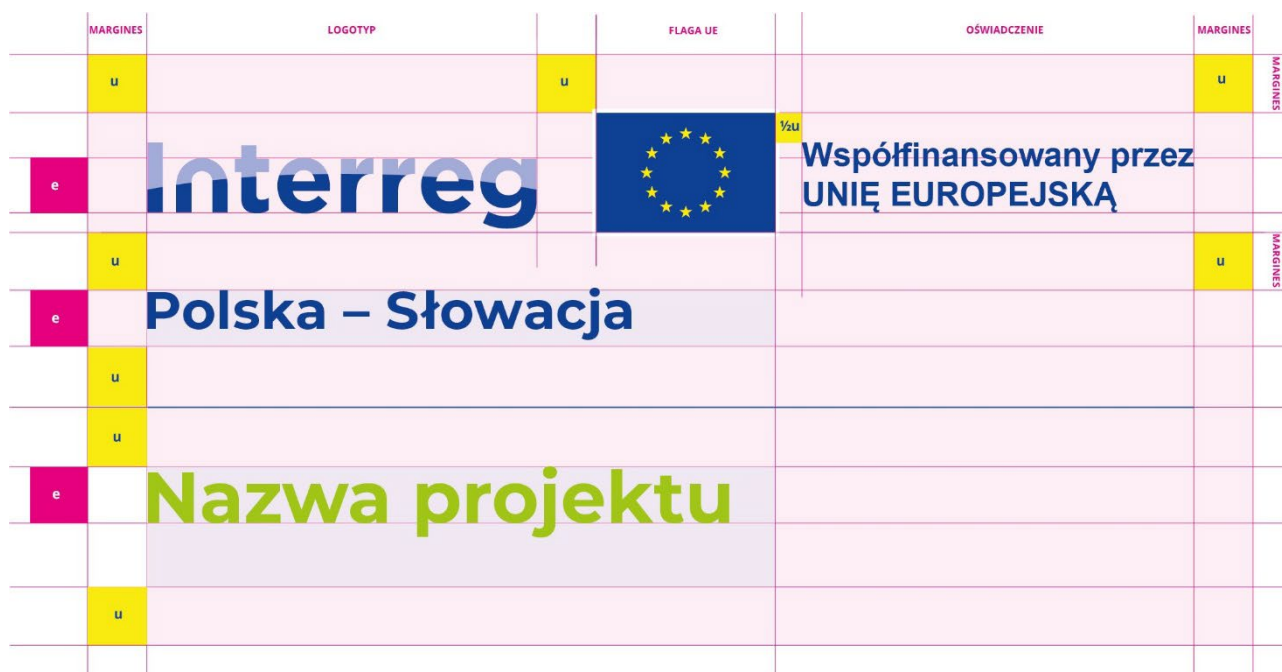 MARGINES LOGOTYP FLAGA UE OŚWIADCZENIE MARGINES
u u u MARGINES
½u
Interreg Współfinansowany przez
e UNIĘ EUROPEJSKĄ
u u MARGINES
e Polska – Słowacja
u
u
e Nazwa projektu
u